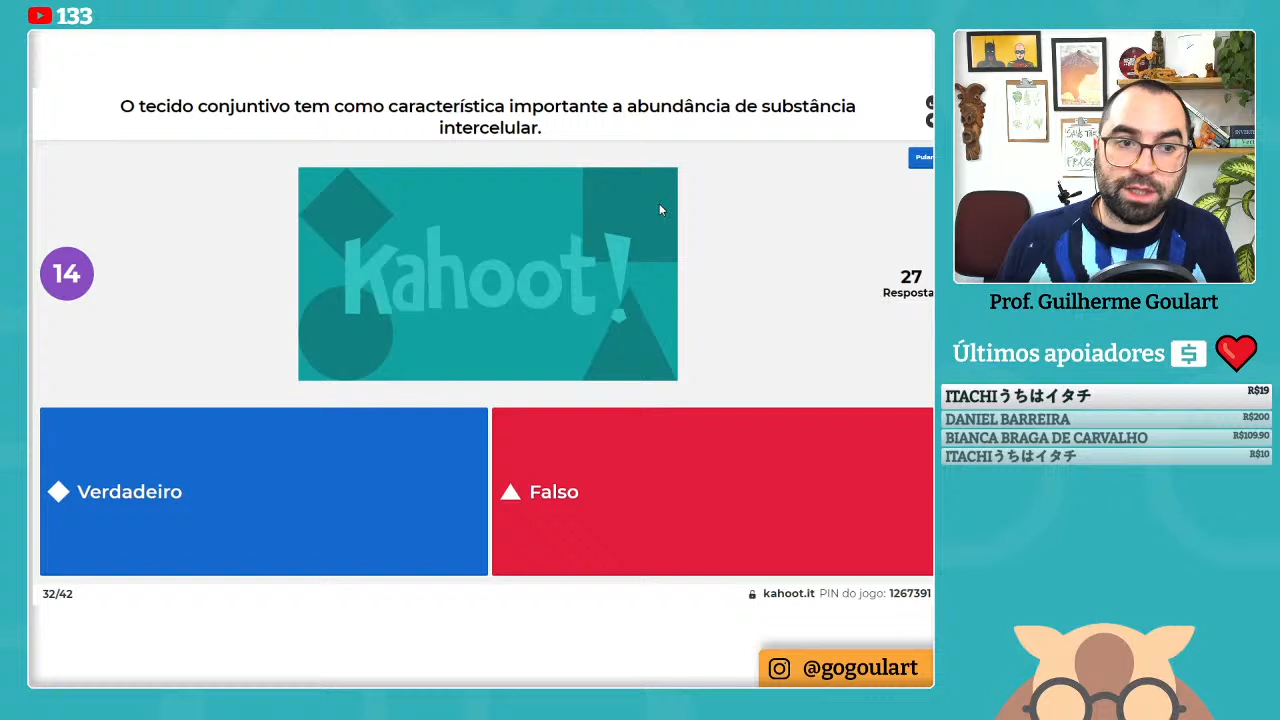 133
O tecido conjuntivo tem como característica importante a abundância de substância
intercelular.
Pular
14
Kahoot!
27
Resposta
Verdadeiro
Falso
32/42
kahoot.it PIN do jogo: 1267391
@gogoulart
Prof. Guilherme Goulart
Últimos apoiadores
ITACHIうちはイタチ R$19
DANIEL BARREIRA R$200
BIANCA BRAGA DE CARVALHO R$109.90
ITACHIうちはイタチ R$10